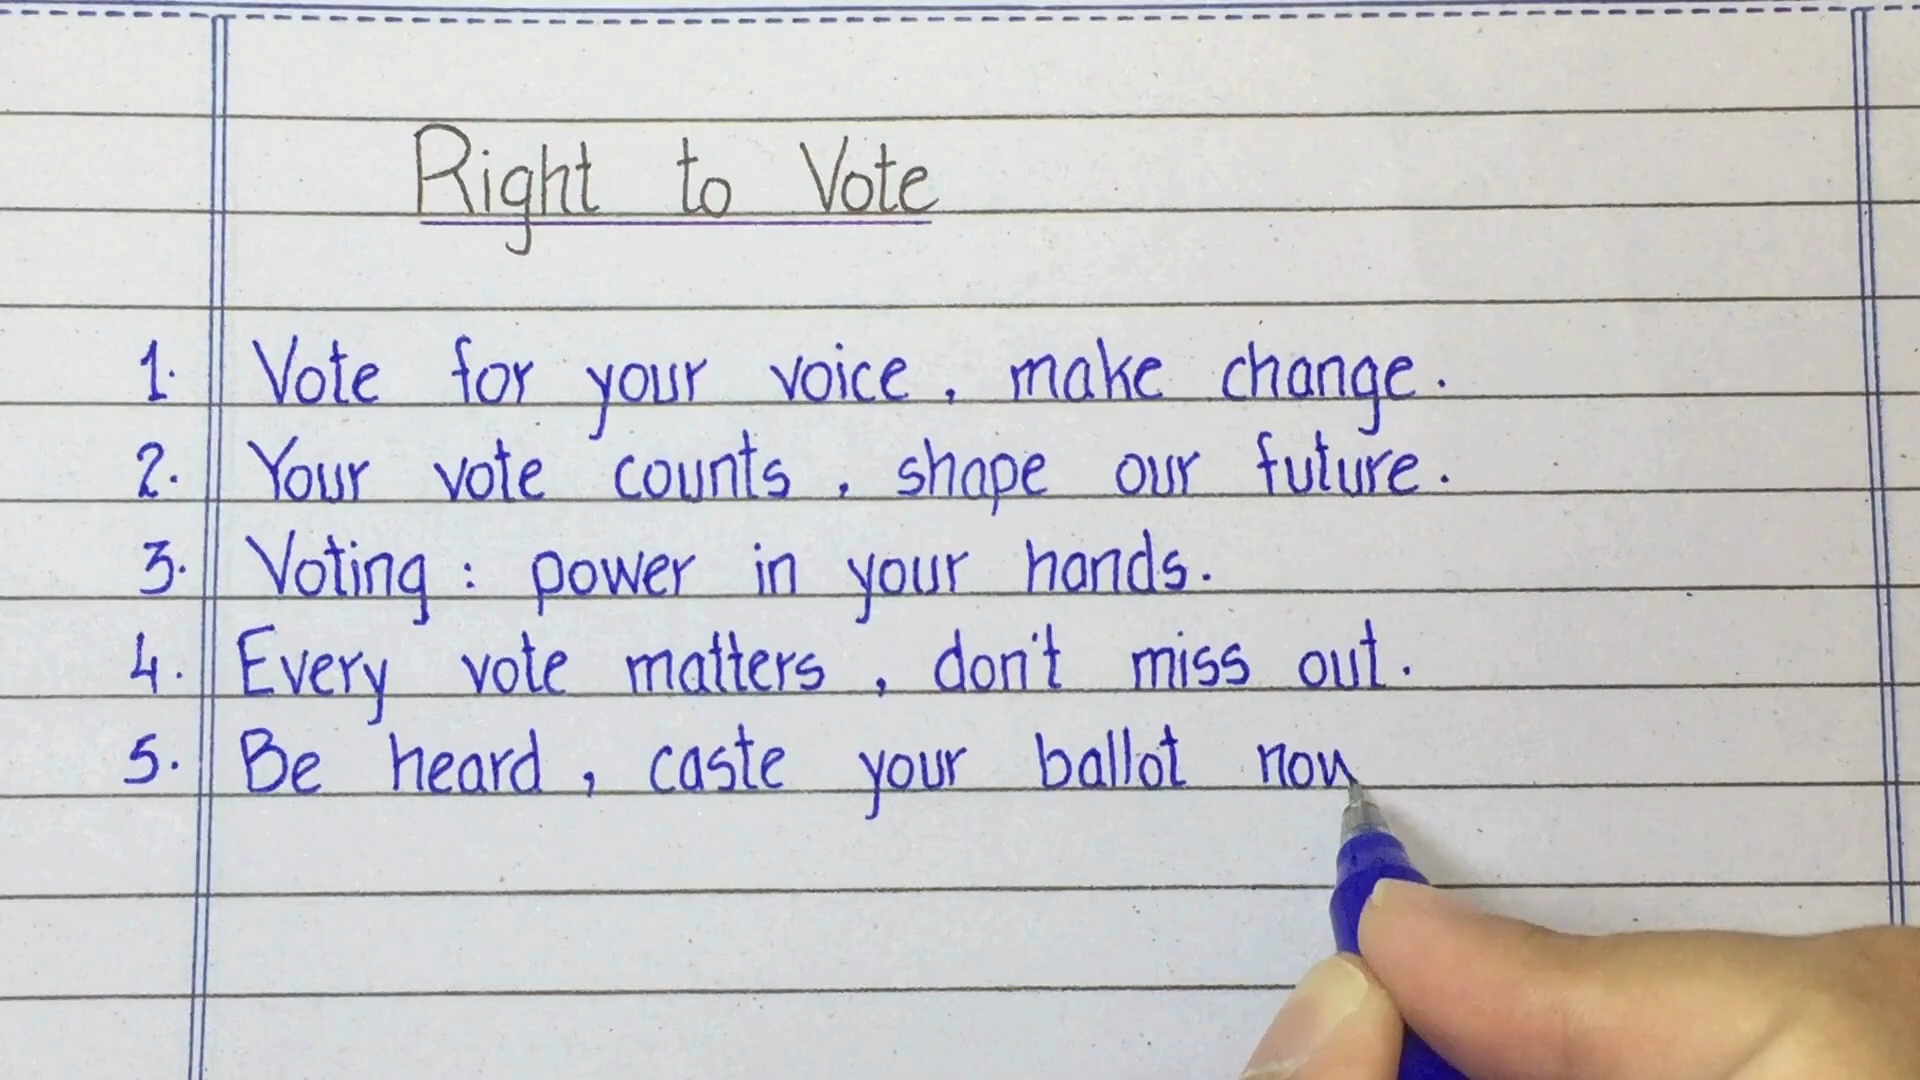 Right to Vote
1. Vote for your voice, make change.
2. Your vote counts, shape our future.
3. Voting: power in your hands.
4. Every vote matters, don't miss out.
5. Be heard, caste your ballot now